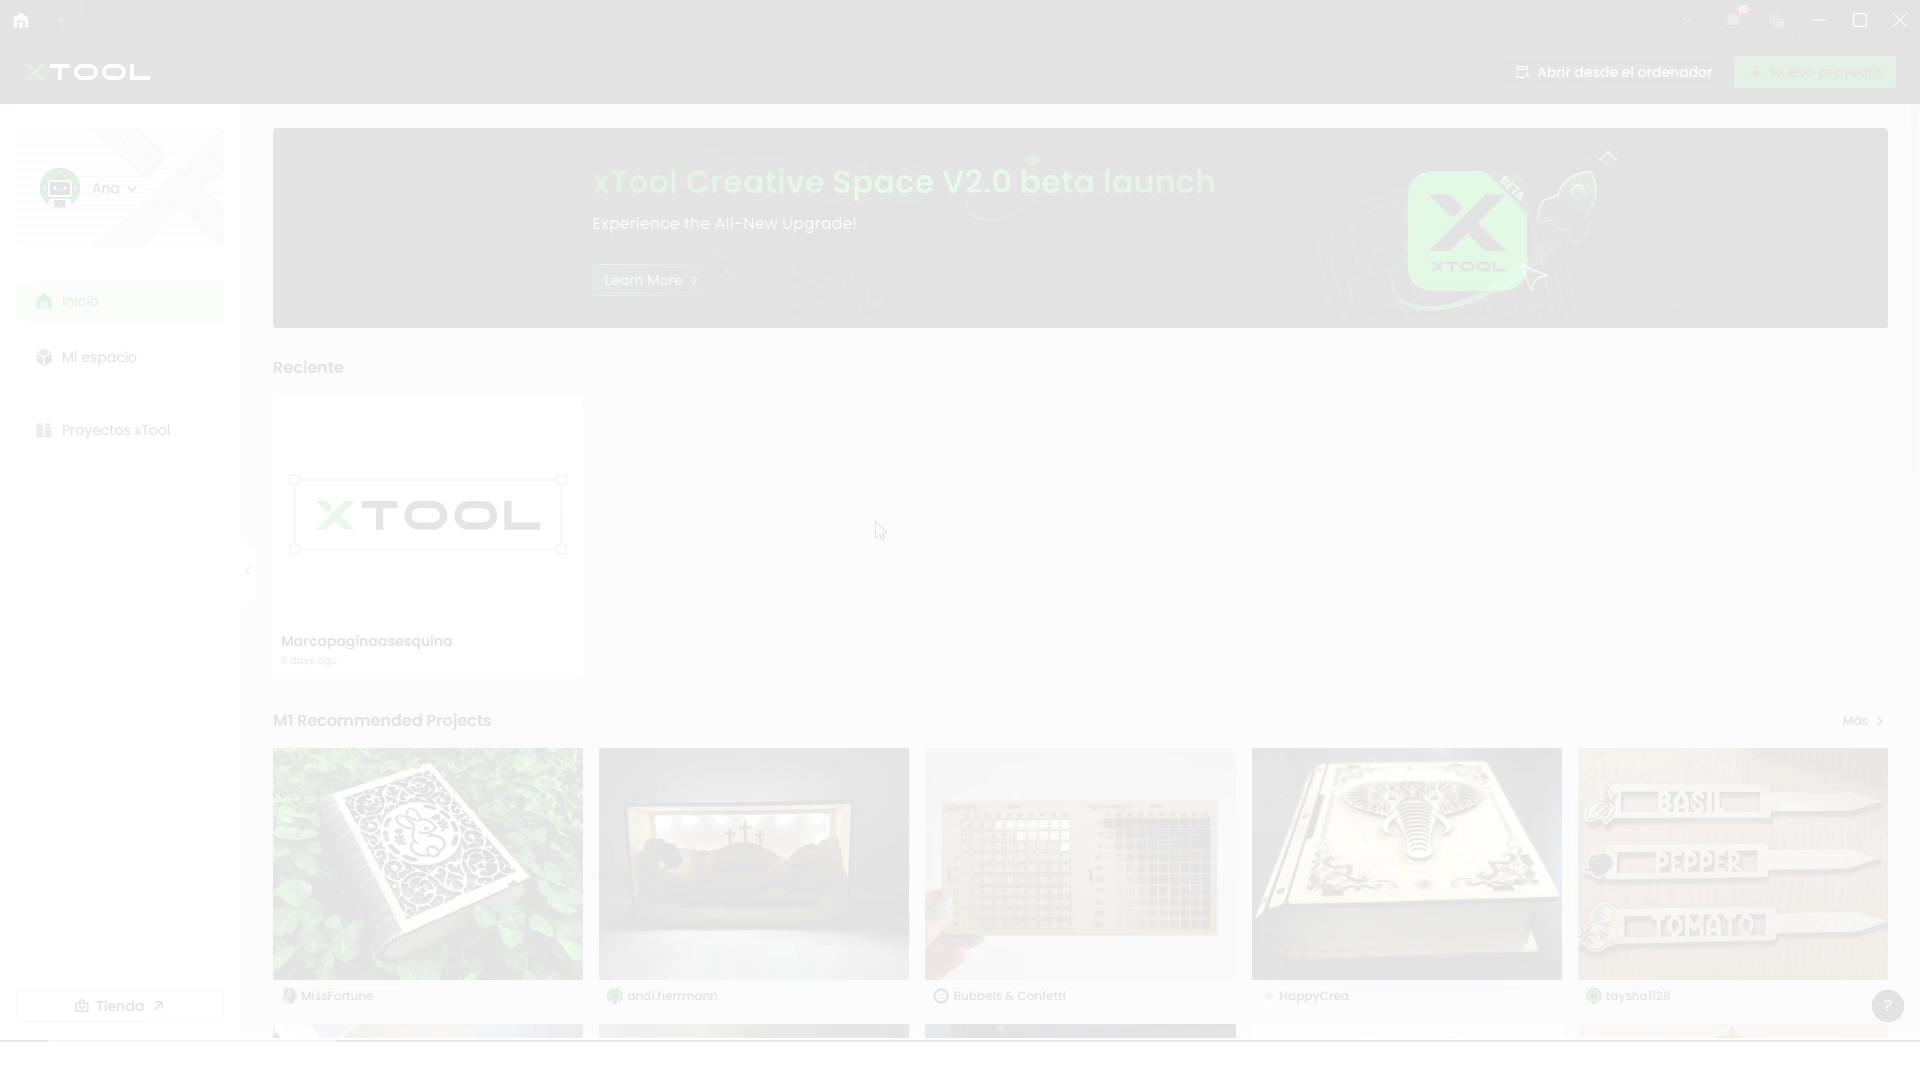 15
XTOOL
Abrir desde el ordenador
+ Nuevo proyecto
Ana
xTool Creative Space V2.0 beta launch
Experience the All-New Upgrade!
Learn More
BETA
XTOOL
Inicio
Mi espacio
Proyectos xTool
Reciente
XTOOL
Marcapaginaasesquina
6 days ago
M1 Recommended Projects
Más
BASIL
PEPPER
TOMATO
MissFortune
andi.herrmann
Bubbels & Confetti
HappyCréa
taysha1128
Tienda
?